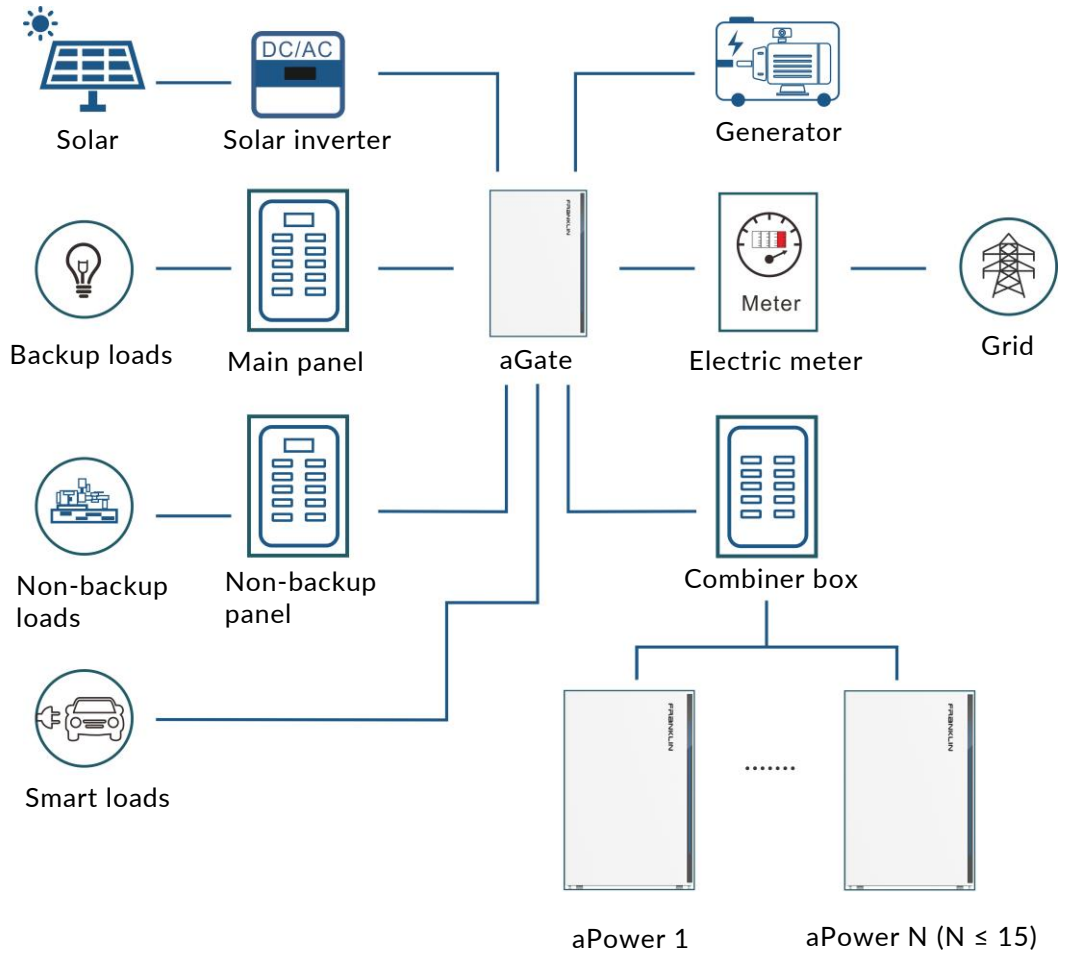 DC/AC
Solar
Solar inverter
Generator
FRANKLIN
Meter
Backup loads
Main panel
aGate
Electric meter
Grid
Non-backup
loads
Non-backup
panel
Combiner box
Smart loads
FRANKLIN
.......
FRANKLIN
aPower 1
aPower N (N ≤ 15)